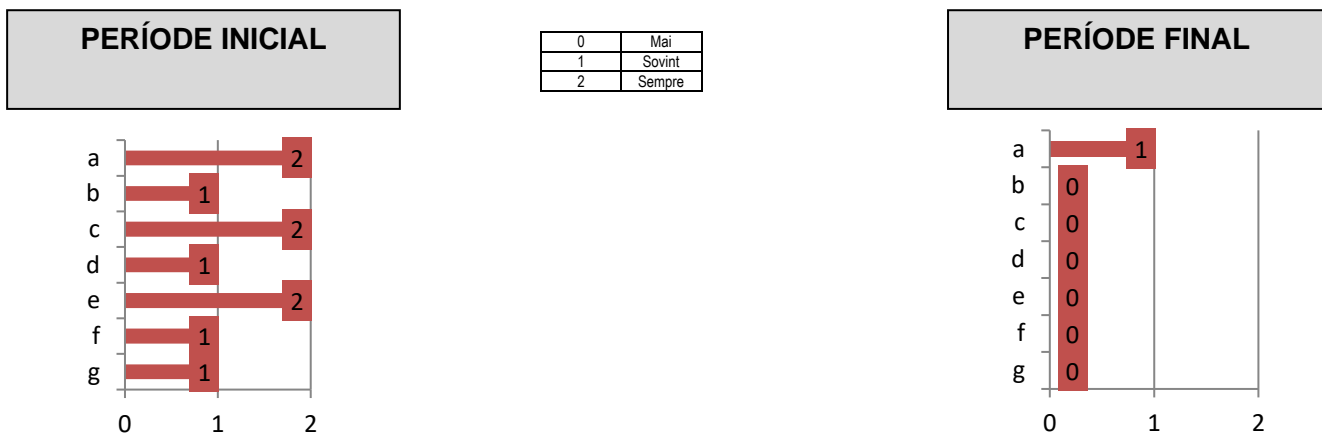 PERÍODE INICIAL
0 Mai
1 Sovint
2 Sempre
PERÍODE FINAL
a 2
b 1
c 2
d 1
e 2
f 1
g 1
0 1 2
a 1
b 0
c 0
d 0
e 0
f 0
g 0
0 1 2